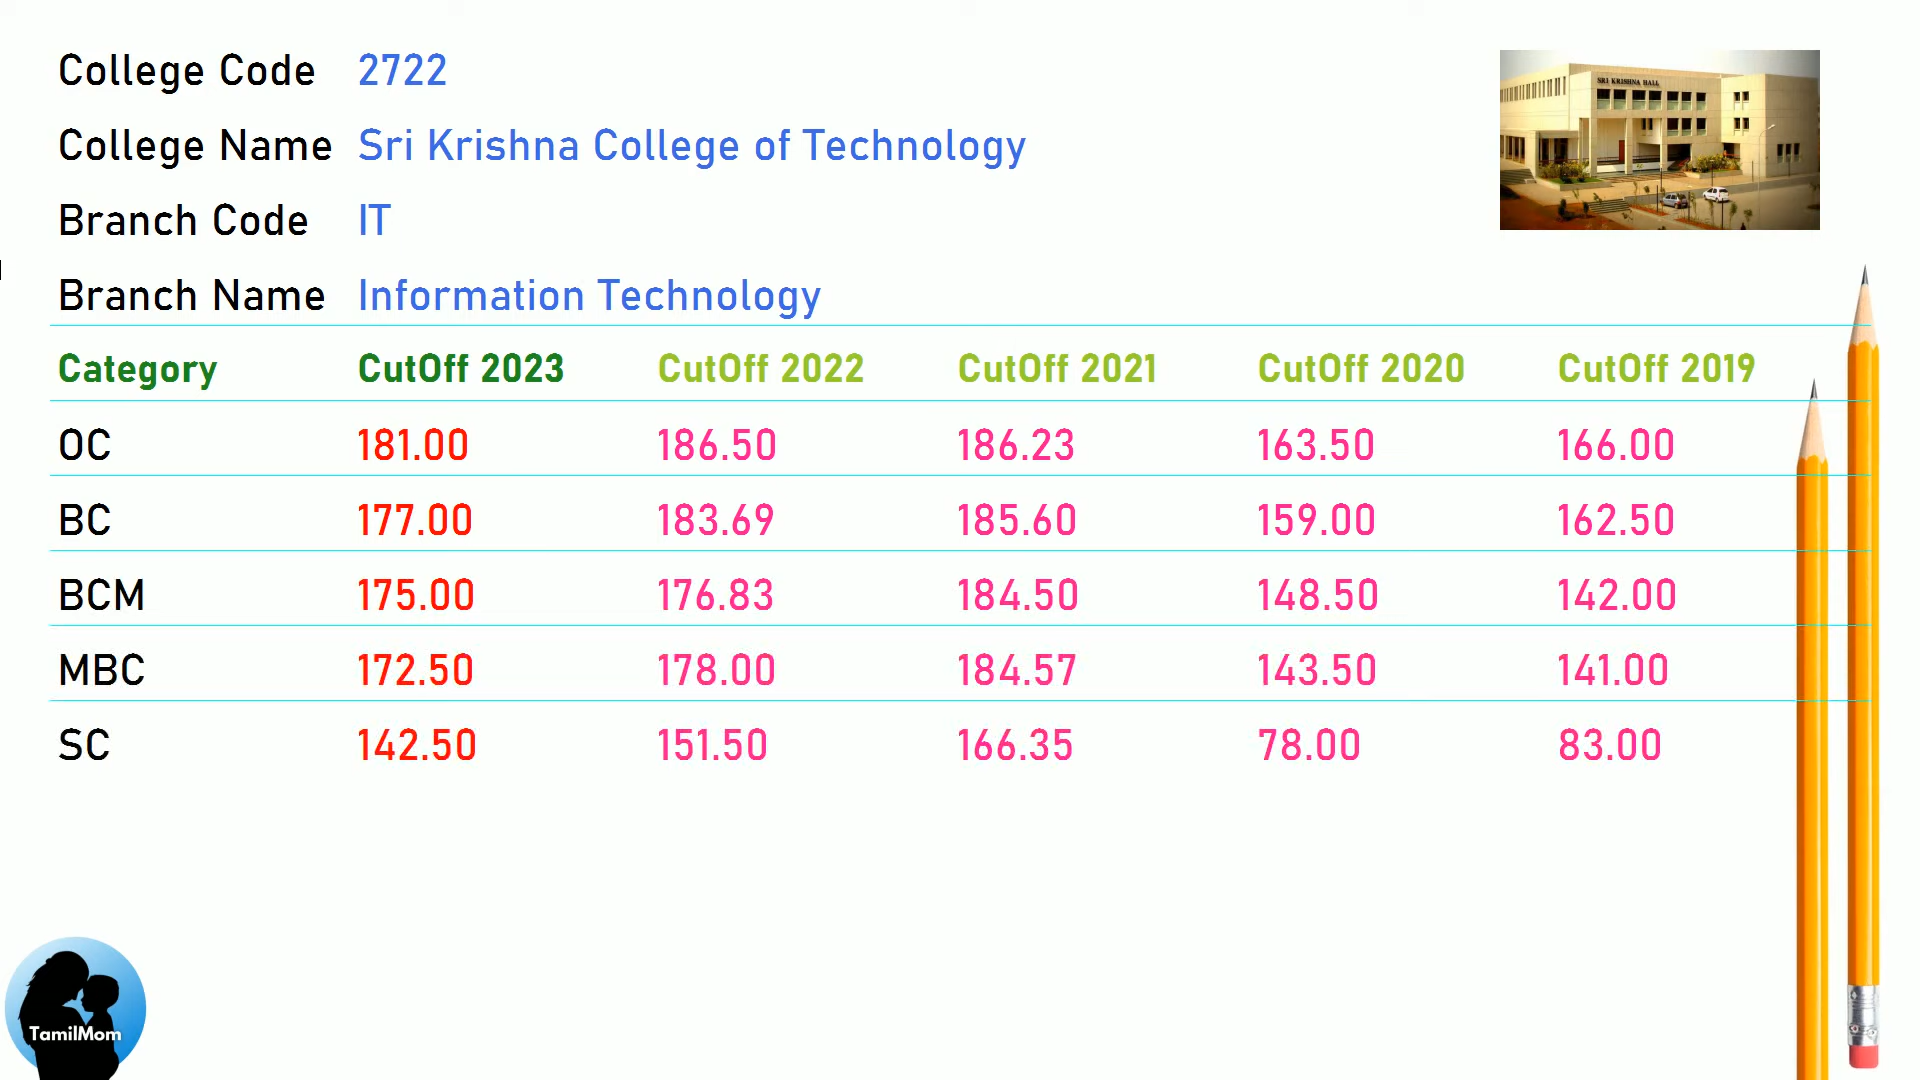 College Code 2722
College Name Sri Krishna College of Technology
Branch Code IT
Branch Name Information Technology
SRI KRISHNA HALL
Category CutOff 2023 CutOff 2022 CutOff 2021 CutOff 2020 CutOff 2019
OC 181.00 186.50 186.23 163.50 166.00
BC 177.00 183.69 185.60 159.00 162.50
BCM 175.00 176.83 184.50 148.50 142.00
MBC 172.50 178.00 184.57 143.50 141.00
SC 142.50 151.50 166.35 78.00 83.00
TamilMom